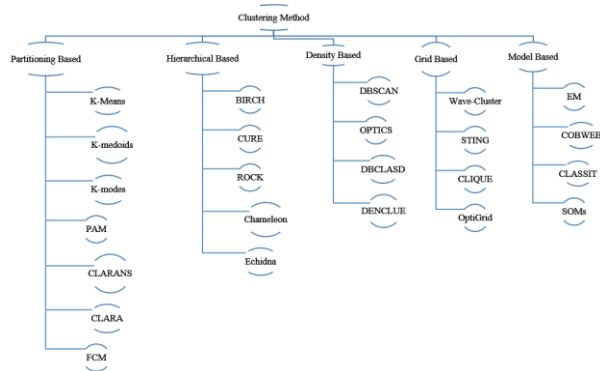 Clustering Method
Partitioning Based
Hierarchical Based
Density Based
Grid Based
Model Based
K-Means
K-medoids
K-modes
PAM
CLARANS
CLARA
FCM
BIRCH
CURE
ROCK
Chameleon
Echidna
DBSCAN
OPTICS
DBCLASD
DENCLUE
Wave-Cluster
STING
CLIQUE
OptiGrid
EM
COBWEB
CLASSIT
SOMs